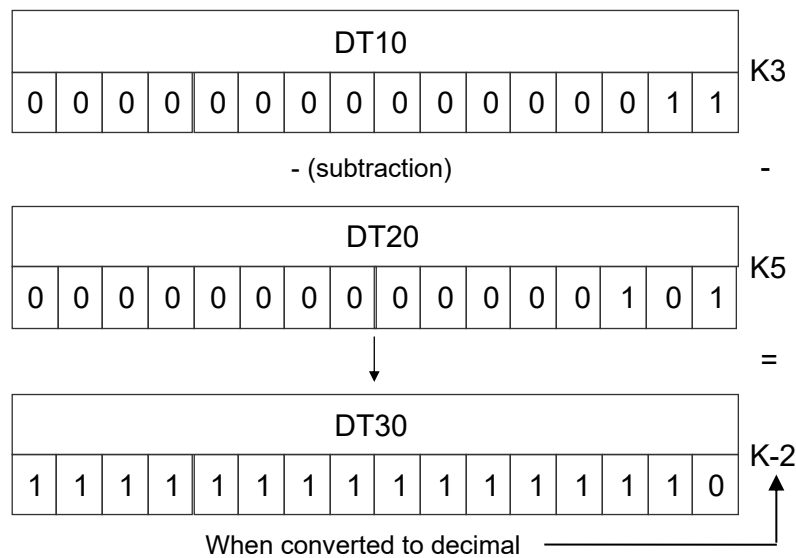 DT10
K3
0 0 0 0 0 0 0 0 0 0 0 0 0 0 1 1
- (subtraction) -
DT20
K5
0 0 0 0 0 0 0 0 0 0 0 0 0 1 0 1
=
DT30
K-2
1 1 1 1 1 1 1 1 1 1 1 1 1 1 1 0
When converted to decimal